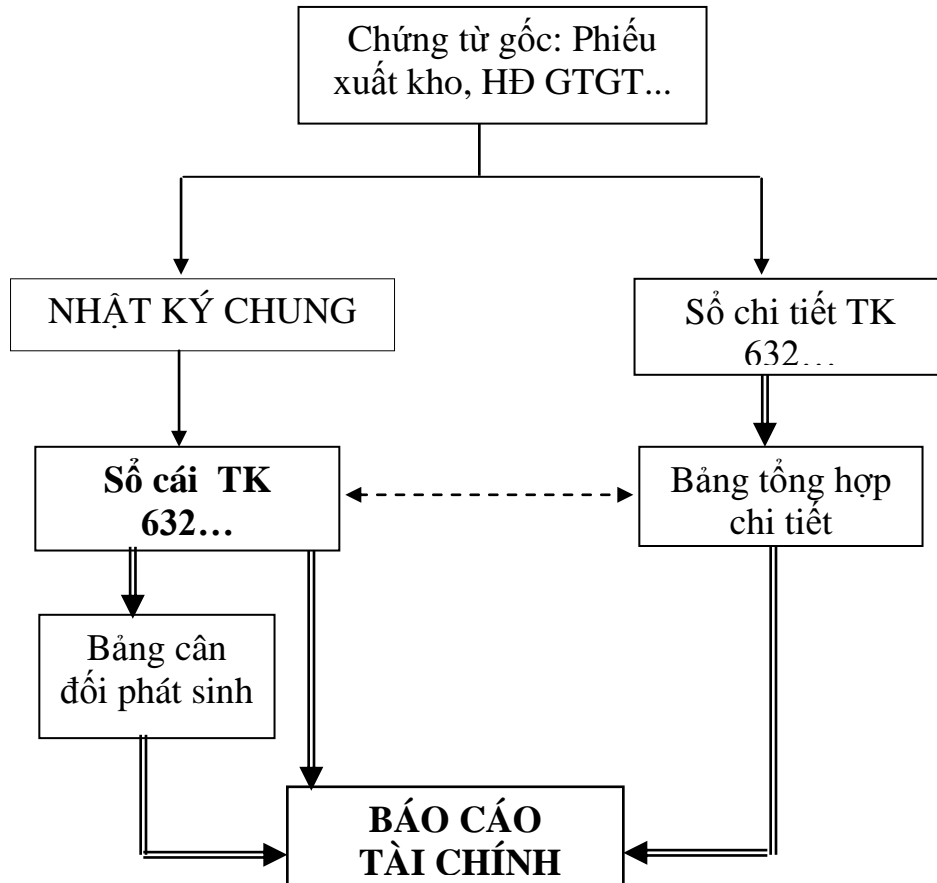 Chứng từ gốc: Phiếu
xuất kho, HĐ GTGT...
NHẬT KÝ CHUNG
Sổ chi tiết TK
632…
Sổ cái TK
632…
Bảng tổng hợp
chi tiết
Bảng cân
đối phát sinh
BÁO CÁO
TÀI CHÍNH